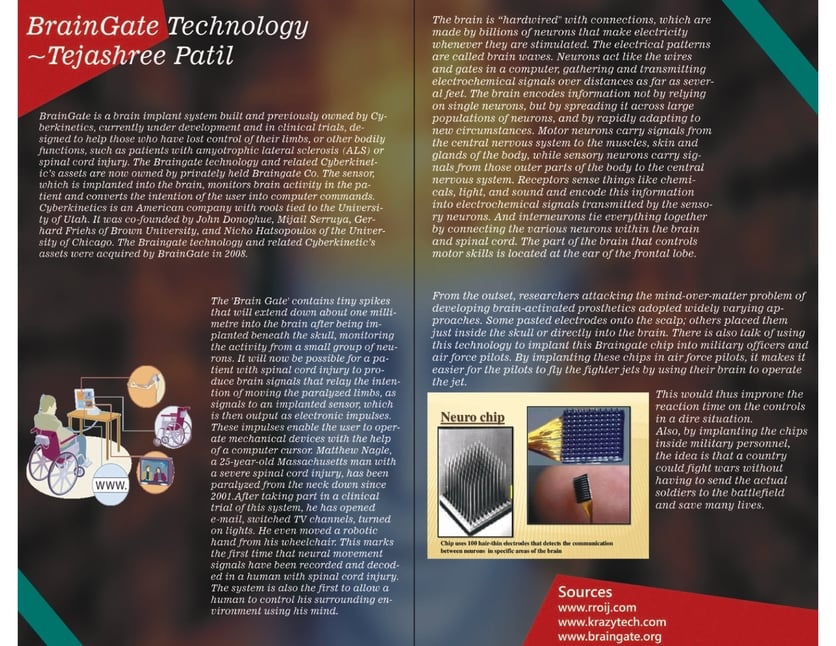 BrainGate Technology
~Tejashree Patil
BrainGate is a brain implant system built and previously owned by Cy-
berkinetics, currently under development and in clinical trials, de-
signed to help those who have lost control of their limbs, or other bodily
functions, such as patients with amyotrophic lateral sclerosis (ALS) or
spinal cord injury. The Braingate technology and related Cyberkinet-
ic's assets are now owned by privately held Braingate Co. The sensor,
which is implanted into the brain, monitors brain activity in the pa-
tient and converts the intention of the user into computer commands.
Cyberkinetics is an American company with roots tied to the Universi-
ty of Utah. It was co-founded by John Donoghue, Mijail Serruya, Ger-
hard Friehs of Brown University, and Nicho Hatsopoulos of the Univer-
sity of Chicago. The Braingate technology and related Cyberkinetic's
assets were acquired by BrainGate in 2008.
The 'Brain Gate' contains tiny spikes
that will extend down about one milli-
metre into the brain after being im-
planted beneath the skull, monitoring
the activity from a small group of neu-
rons. It will now be possible for a pa-
tient with spinal cord injury to pro-
duce brain signals that relay the inten-
tion of moving the paralyzed limbs, as
signals to an implanted sensor, which
is then output as electronic impulses.
These impulses enable the user to oper-
ate mechanical devices with the help
of a computer cursor. Matthew Nagle,
a 25-year-old Massachusetts man with
a severe spinal cord injury, has been
paralyzed from the neck down since
2001.After taking part in a clinical
trial of this system, he has opened
e-mail, switched TV channels, turned
on lights. He even moved a robotic
hand from his wheelchair. This marks
the first time that neural movement
signals have been recorded and decod-
ed in a human with spinal cord injury.
The system is also the first to allow a
human to control his surrounding en-
vironment using his mind.
WWW.
The brain is “hardwired" with connections, which are
made by billions of neurons that make electricity
whenever they are stimulated. The electrical patterns
are called brain waves. Neurons act like the wires
and gates in a computer, gathering and transmitting
electrochemical signals over distances as far as sever-
al feet. The brain encodes information not by relying
on single neurons, but by spreading it across large
populations of neurons, and by rapidly adapting to
new circumstances. Motor neurons carry signals from
the central nervous system to the muscles, skin and
glands of the body, while sensory neurons carry sig-
nals from those outer parts of the body to the central
nervous system. Receptors sense things like chemi-
cals, light, and sound and encode this information
into electrochemical signals transmitted by the senso-
ry neurons. And interneurons tie everything together
by connecting the various neurons within the brain
and spinal cord. The part of the brain that controls
motor skills is located at the ear of the frontal lobe.
From the outset, researchers attacking the mind-over-matter problem of
developing brain-activated prosthetics adopted widely varying ap-
proaches. Some pasted electrodes onto the scalp; others placed them
just inside the skull or directly into the brain. There is also talk of using
this technology to implant this Braingate chip into military officers and
air force pilots. By implanting these chips in air force pilots, it makes it
easier for the pilots to fly the fighter jets by using their brain to operate
the jet.
This would thus improve the
reaction time on the controls
in a dire situation.
Also, by implanting the chips
inside military personnel,
the idea is that a country
could fight wars without
having to send the actual
soldiers to the battlefield
and save many lives.
Neuro chip
Chip uses 100 hair-thin electrodes that detects the communication
between neurons in specific areas of the brain
Sources
www.rroij.com
www.krazytech.com
www.braingate.org